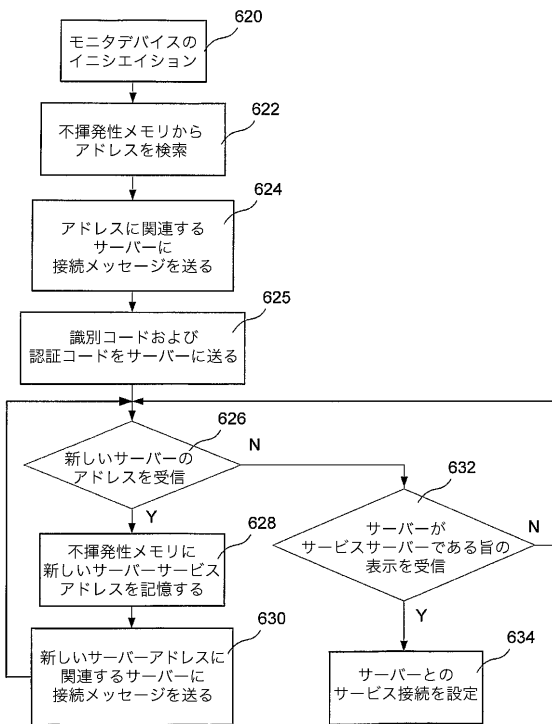 620
モニタデバイスの
イニシエイション
622
不揮発性メモリから
アドレスを検索
624
アドレスに関連する
サーバーに
接続メッセージを送る
625
識別コードおよび
認証コードをサーバーに送る
626
新しいサーバーの
アドレスを受信
N
Y
632
サーバーが
サービスサーバーである旨の
表示を受信
N
Y
628
不揮発性メモリに
新しいサーバーサービス
アドレスを記憶する
630
新しいサーバーアドレスに
関連するサーバーに
接続メッセージを送る
634
サーバーとの
サービス接続を設定